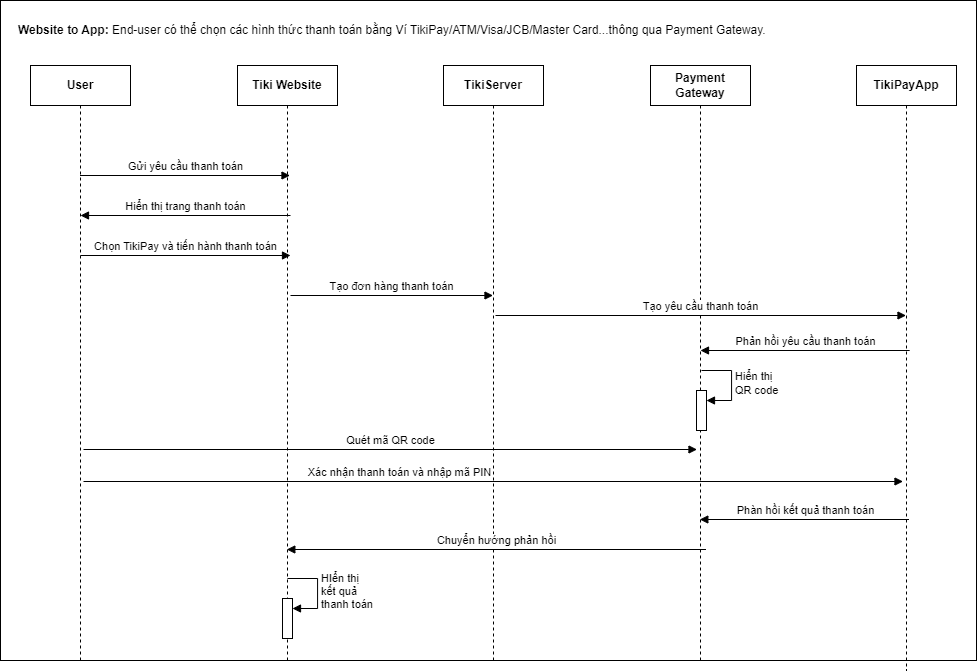 Website to App: End-user có thể chọn các hình thức thanh toán bằng Ví TikiPay/ATM/Visa/JCB/Master Card...thông qua Payment Gateway.
User
Tiki Website
TikiServer
Payment
Gateway
TikiPayApp
Gửi yêu cầu thanh toán
Hiển thị trang thanh toán
Chọn TikiPay và tiến hành thanh toán
Tạo đơn hàng thanh toán
Tạo yêu cầu thanh toán
Phản hồi yêu cầu thanh toán
Hiển thị
QR code
Quét mã QR code
Xác nhận thanh toán và nhập mã PIN
Phàn hồi kết quả thanh toán
Chuyển hướng phản hồi
HIển thị
kết quả
thanh toán